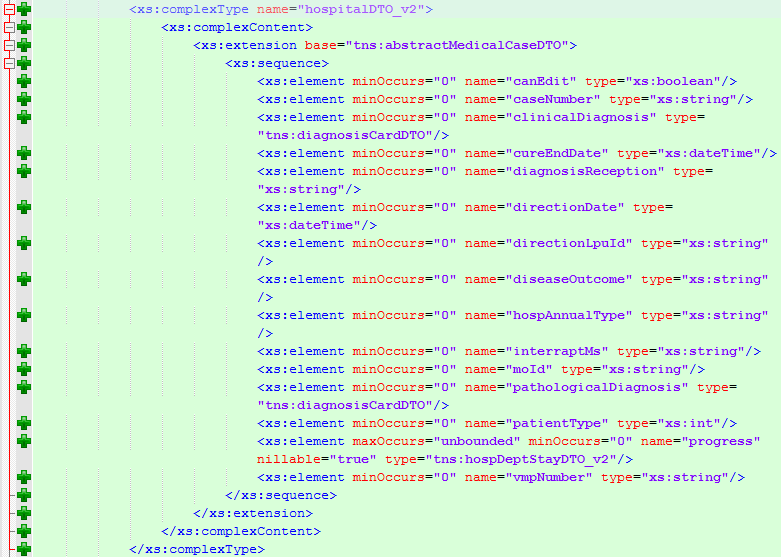 <xs:complexType name="hospitalDTO_v2">
<xs:complexContent>
<xs:extension base="tns:abstractMedicalCaseDTO">
<xs:sequence>
<xs:element minOccurs="0" name="canEdit" type="xs:boolean"/>
<xs:element minOccurs="0" name="caseNumber" type="xs:string"/>
<xs:element minOccurs="0" name="clinicalDiagnosis" type=
"tns:diagnosisCardDTO"/>
<xs:element minOccurs="0" name="cureEndDate" type="xs:dateTime"/>
<xs:element minOccurs="0" name="diagnosisReception" type=
"xs:string"/>
<xs:element minOccurs="0" name="directionDate" type=
"xs:dateTime"/>
<xs:element minOccurs="0" name="directionLpuId" type="xs:string"
/>
<xs:element minOccurs="0" name="diseaseOutcome" type="xs:string"
/>
<xs:element minOccurs="0" name="hospAnnualType" type="xs:string"
/>
<xs:element minOccurs="0" name="interraptMs" type="xs:string"/>
<xs:element minOccurs="0" name="moId" type="xs:string"/>
<xs:element minOccurs="0" name="pathologicalDiagnosis" type=
"tns:diagnosisCardDTO"/>
<xs:element minOccurs="0" name="patientType" type="xs:int"/>
<xs:element maxOccurs="unbounded" minOccurs="0" name="progress"
nillable="true" type="tns:hospDeptStayDTO_v2"/>
<xs:element minOccurs="0" name="vmpNumber" type="xs:string"/>
</xs:sequence>
</xs:extension>
</xs:complexContent>
</xs:complexType>